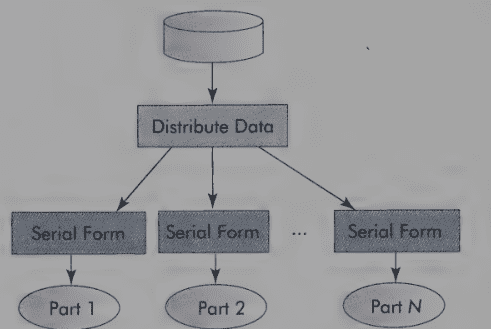 Distribute Data
Serial Form
Serial Form
...
Serial Form
Part 1
Part 2
Part N